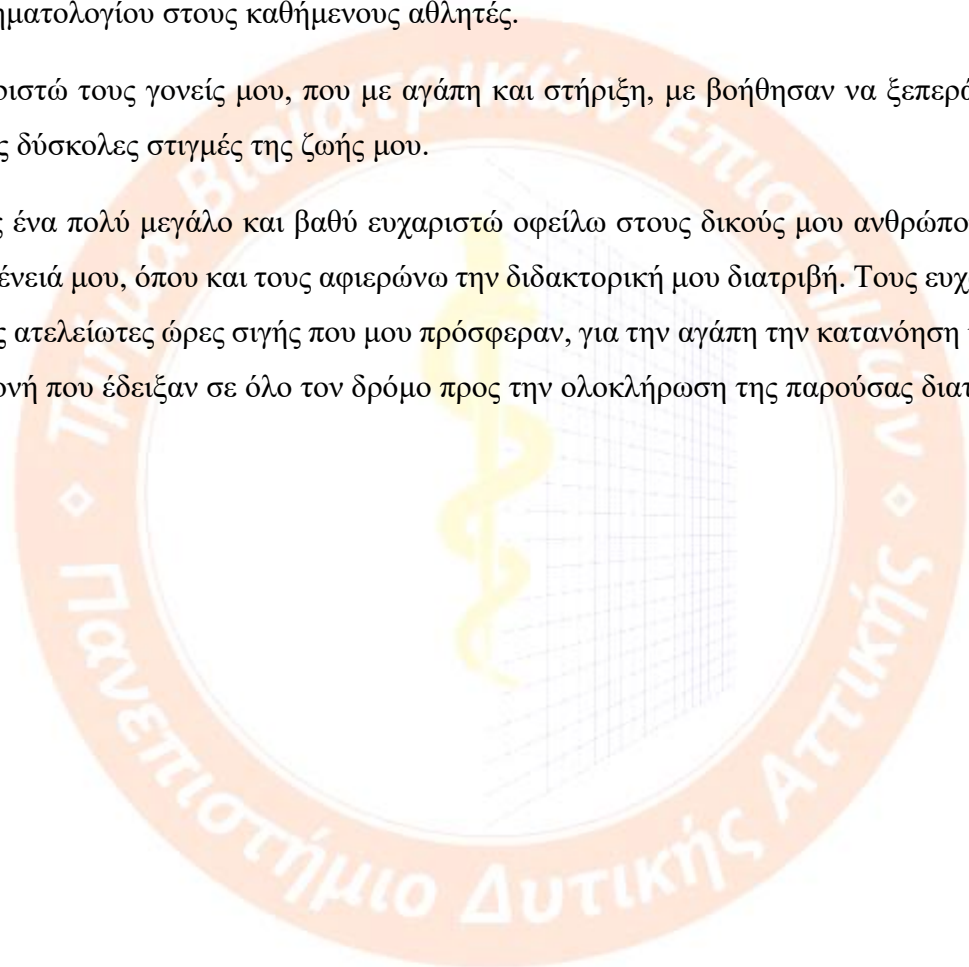 ηματολογίου στους καθήμενους αθλητές.
ριστώ τους γονείς μου, που με αγάπη και στήριξη, με βοήθησαν να ξεπερά
ς δύσκολες στιγμές της ζωής μου.
ς ένα πολύ μεγάλο και βαθύ ευχαριστώ οφείλω στους δικούς μου ανθρώπο
ένειά μου, όπου και τους αφιερώνω την διδακτορική μου διατριβή. Τους ευχ
ς ατελείωτες ώρες σιγής που μου πρόσφεραν, για την αγάπη την κατανόηση
ονή που έδειξαν σε όλο τον δρόμο προς την ολοκλήρωση της παρούσας διατ
Τμήμα Βιοϊατρικών Επιστημών
Πανεπιστήμιο Δυτικής Αττικής